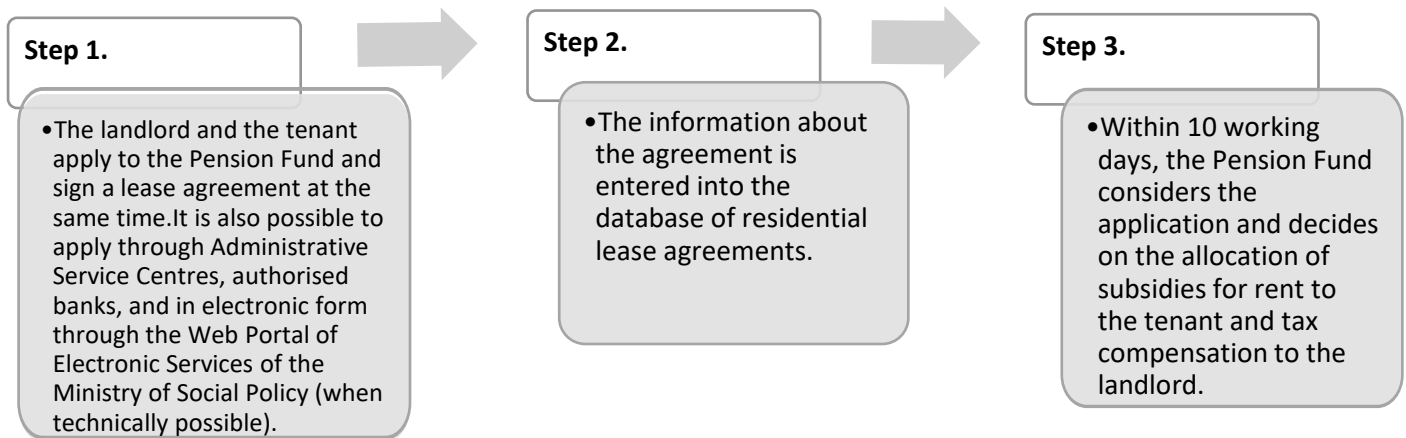 Step 1.
•The landlord and the tenant
apply to the Pension Fund and
sign a lease agreement at the
same time.It is also possible to
apply through Administrative
Service Centres, authorised
banks, and in electronic form
through the Web Portal of
Electronic Services of the
Ministry of Social Policy (when
technically possible).
Step 2.
•The information about
the agreement is
entered into the
database of residential
lease agreements.
Step 3.
•Within 10 working
days, the Pension Fund
considers the
application and decides
on the allocation of
subsidies for rent to
the tenant and tax
compensation to the
landlord.